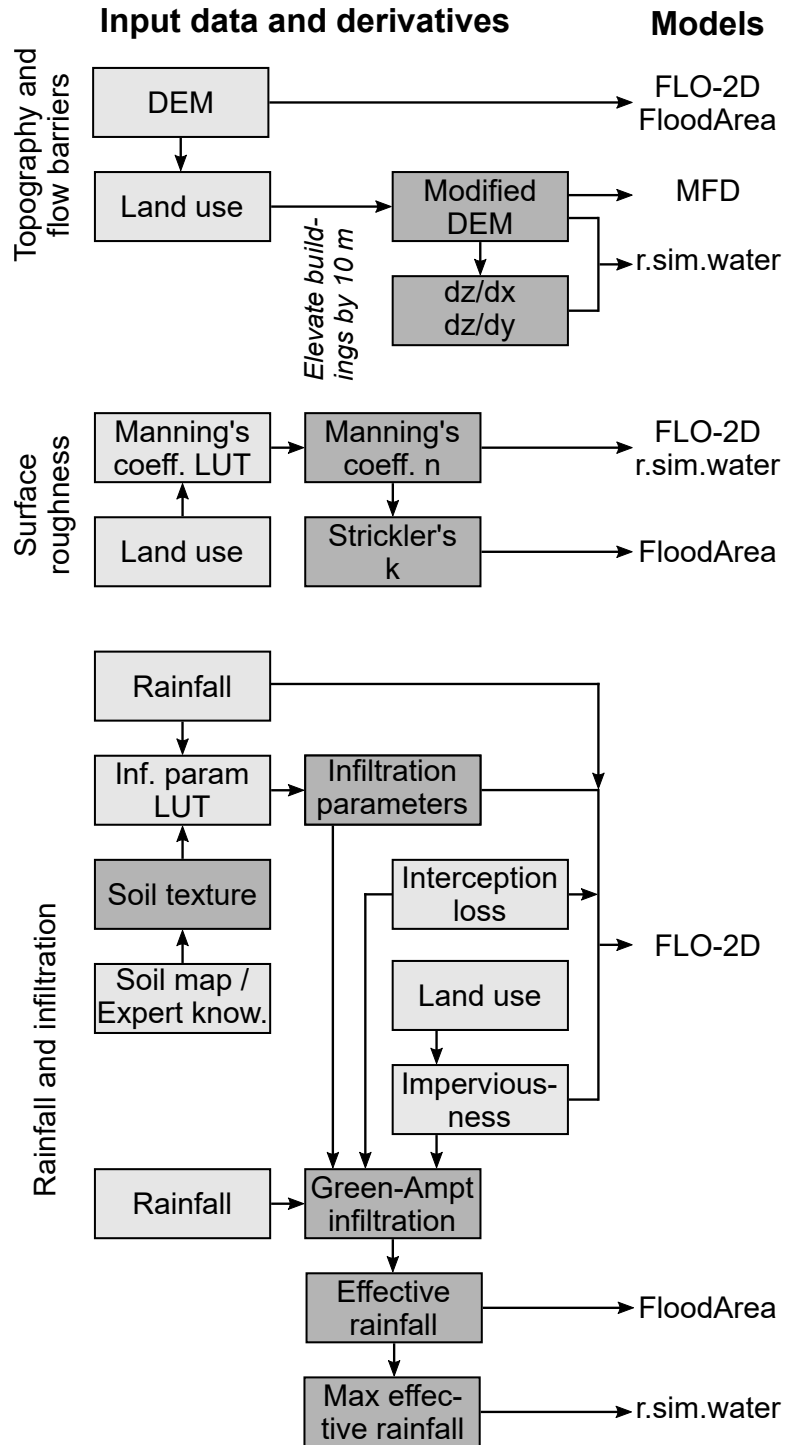 Input data and derivatives
Models
Topography and
flow barriers
DEM
FLO-2D
FloodArea
Land use
Elevate build-
ings by 10 m
Modified
DEM
MFD
dz/dx
dz/dy
r.sim.water
Surface
roughness
Manning's
coeff. LUT
Manning's
coeff. n
FLO-2D
r.sim.water
Land use
Strickler's
k
FloodArea
Rainfall and infiltration
Rainfall
Inf. param
LUT
Infiltration
parameters
Soil texture
Interception
loss
Soil map /
Expert know.
FLO-2D
Land use
Impervious-
ness
Rainfall
Green-Ampt
infiltration
Effective
rainfall
FloodArea
Max effec-
tive rainfall
r.sim.water